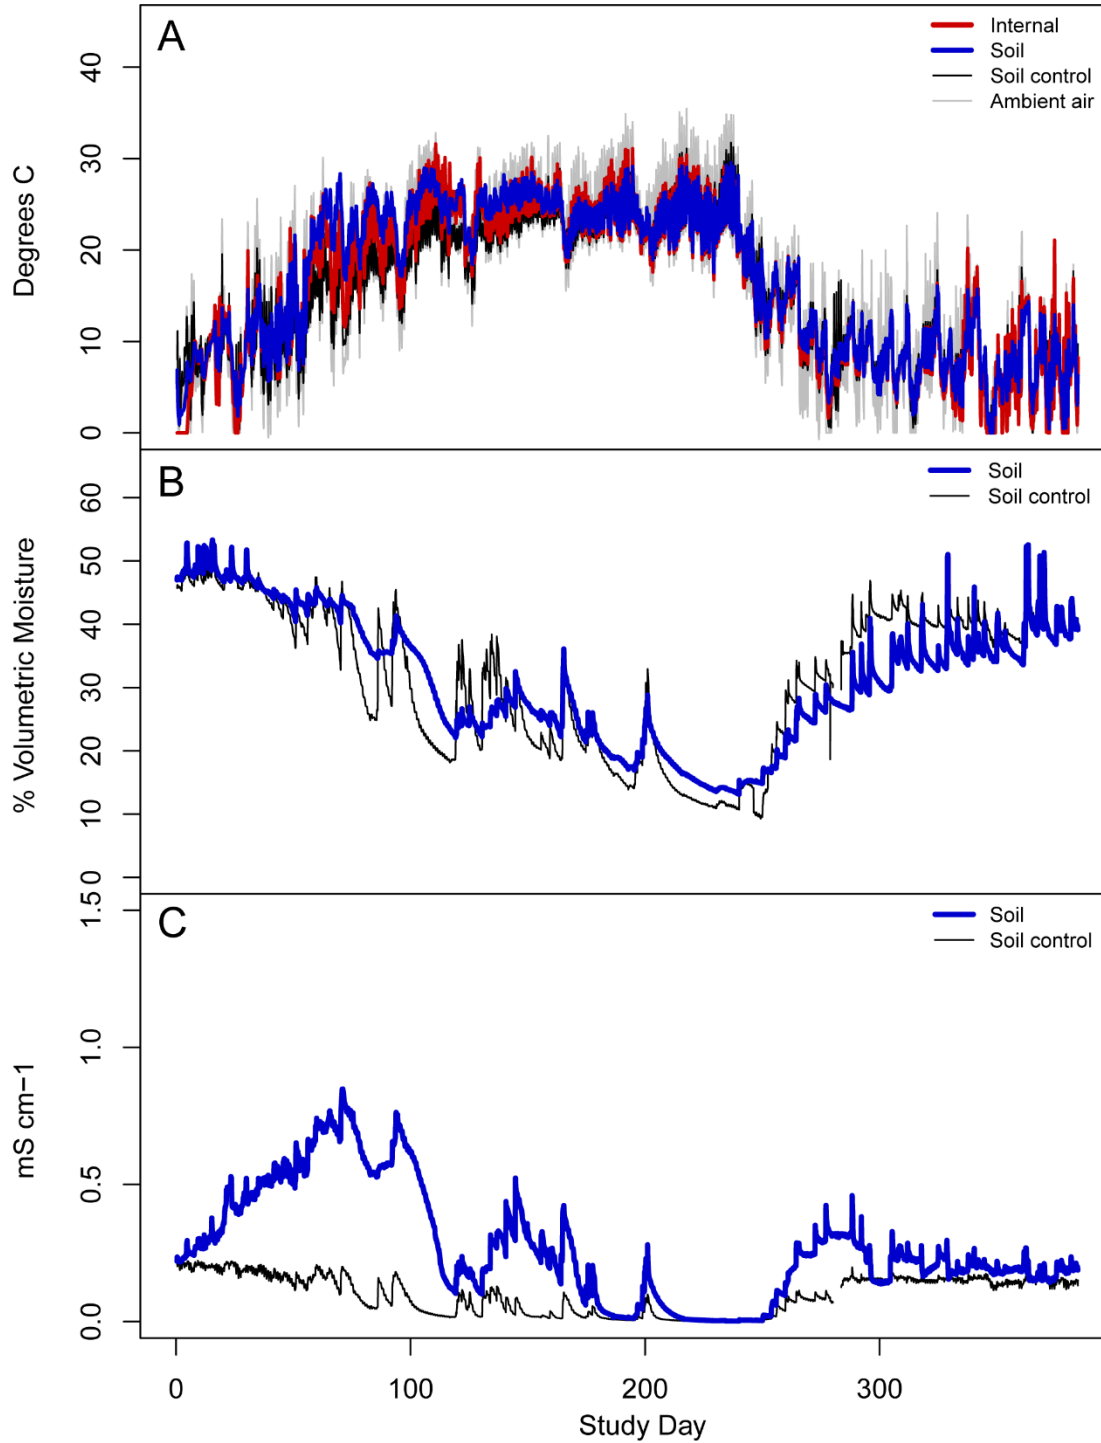 A
Internal
Soil
Soil control
Ambient air
Degrees C
40
30
20
10
0
B
Soil
Soil control
% Volumetric Moisture
60
50
40
30
20
10
0
C
Soil
Soil control
mS cm−1
1.5
1.0
0.5
0.0
0 100 200 300
Study Day